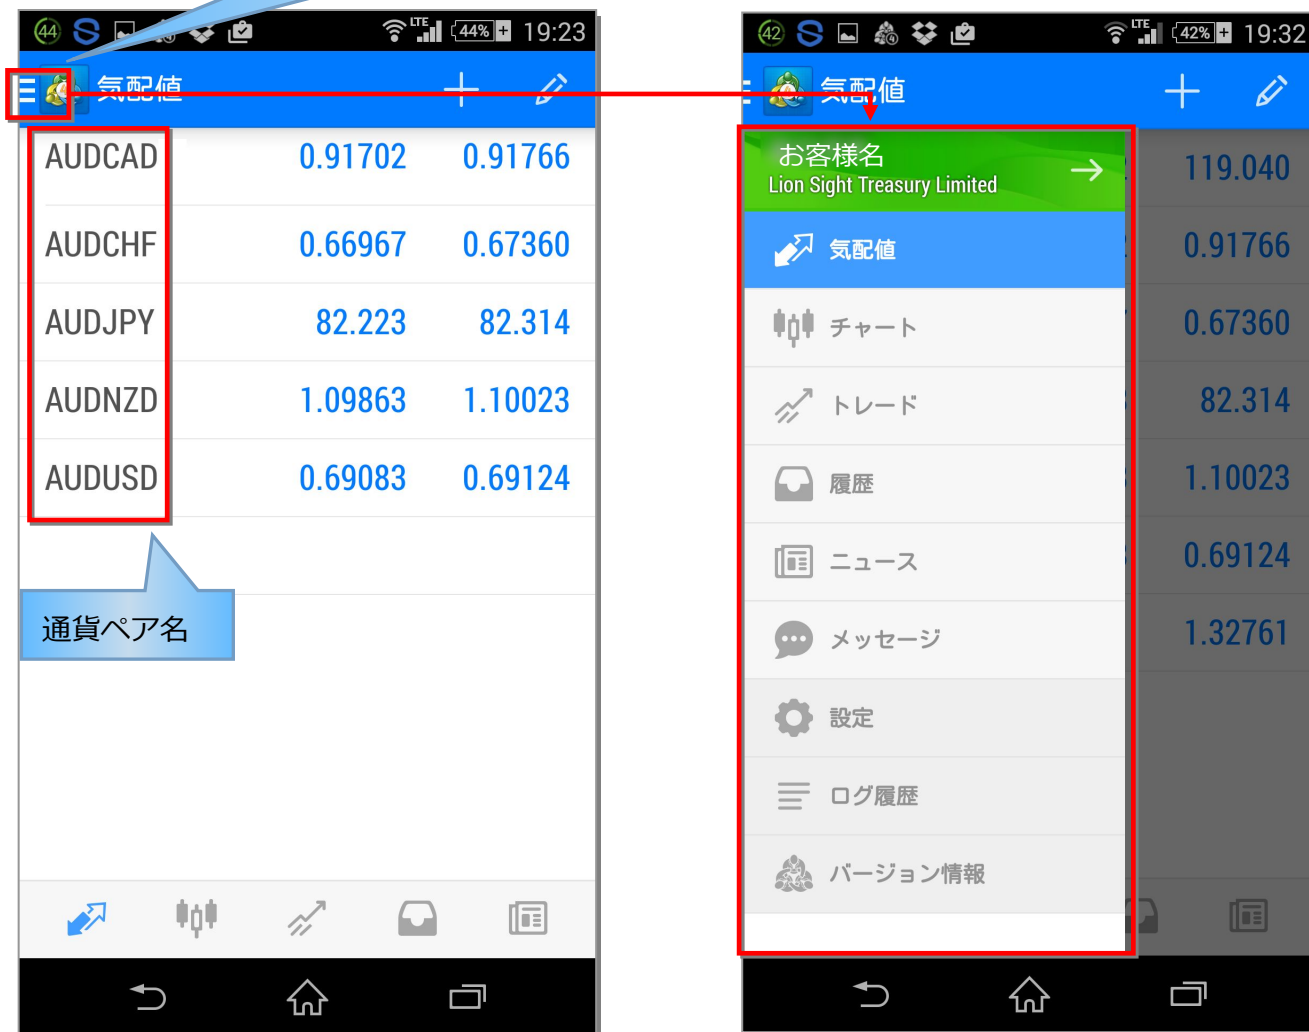 44 44% 19:23
気配値
AUDCAD 0.91702 0.91766
AUDCHF 0.66967 0.67360
AUDJPY 82.223 82.314
AUDNZD 1.09863 1.10023
AUDUSD 0.69083 0.69124
通貨ペア名
42 LTE 42% 19:32
気配値
お客様名
Lion Sight Treasury Limited
気配値
チャート
トレード
履歴
ニュース
メッセージ
設定
ログ履歴
バージョン情報
119.040
0.91766
0.67360
82.314
1.10023
0.69124
1.32761